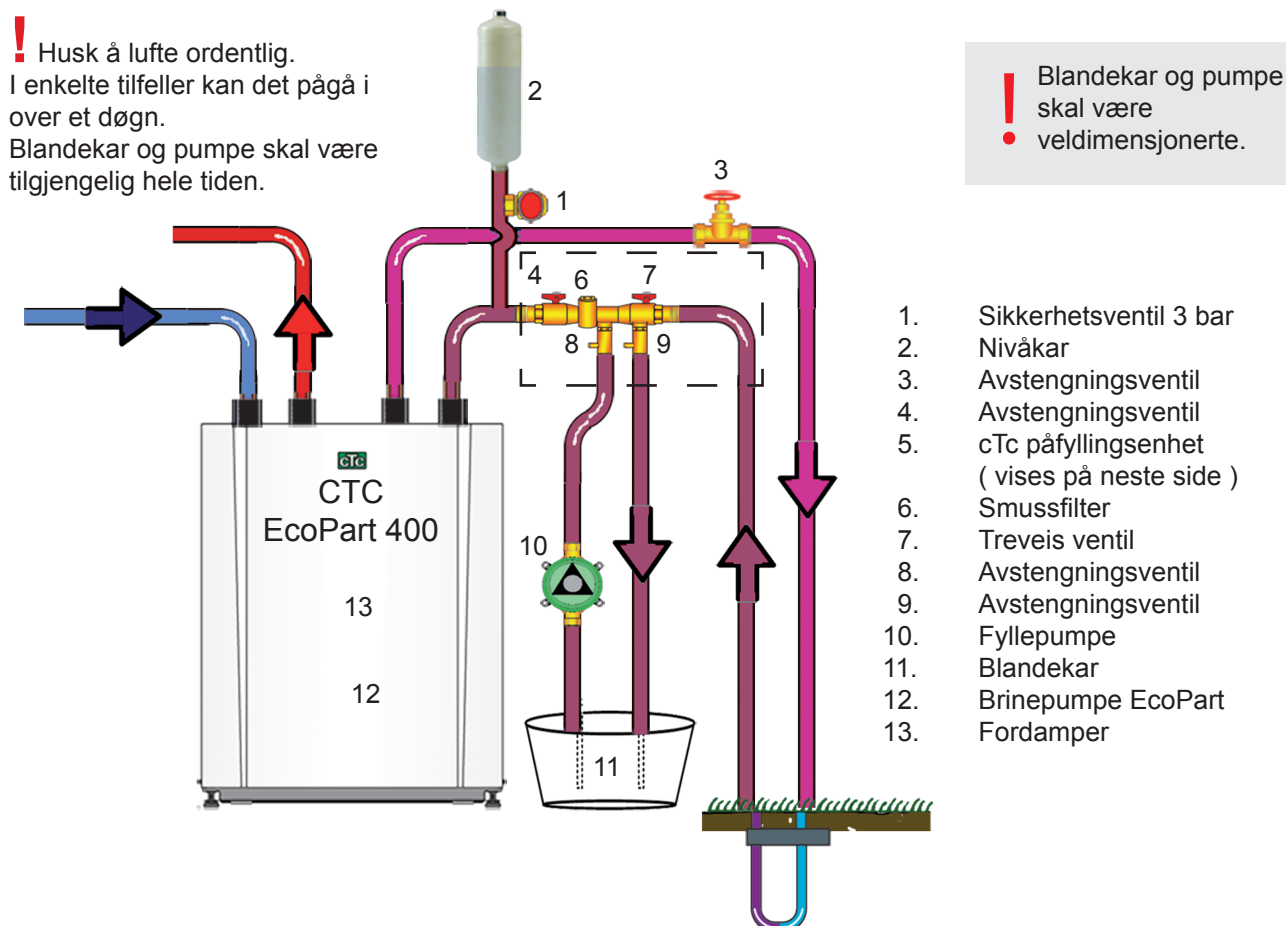 ! Husk å lufte ordentlig.
I enkelte tilfeller kan det pågå i
over et døgn.
Blandekar og pumpe skal være
tilgjengelig hele tiden.
! Blandekar og pumpe
skal være
veldimensjonerte.
2
1
3
4
6
7
8
9
cTc
CTC
EcoPart 400
10
13
12
11
1. Sikkerhetsventil 3 bar
2. Nivåkar
3. Avstengningsventil
4. Avstengningsventil
5. cTc påfyllingsenhet
( vises på neste side )
6. Smussfilter
7. Treveis ventil
8. Avstengningsventil
9. Avstengningsventil
10. Fyllepumpe
11. Blandekar
12. Brinepumpe EcoPart
13. Fordamper